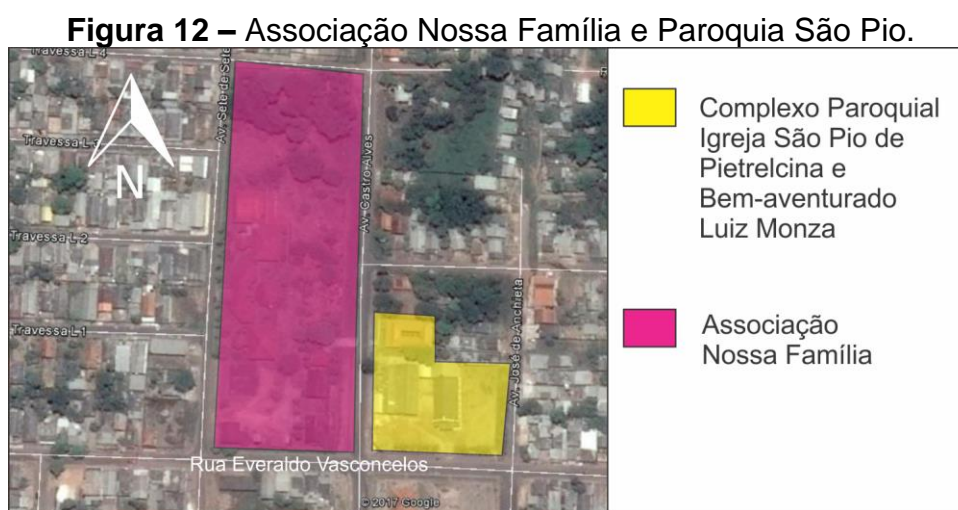 Figura 12 – Associação Nossa Família e Paroquia São Pio.
Travessa L 4
Av. Sete de Sete
Travessa L 3
N
Av. Castro Alves
Travessa L 2
Av. José de Anchieta
Travessa L 1
Rua Everaldo Vasconcelos
© 2017 Google
Complexo Paroquial
Igreja São Pio de
Pietrelcina e
Bem-aventurado
Luiz Monza
Associação
Nossa Família